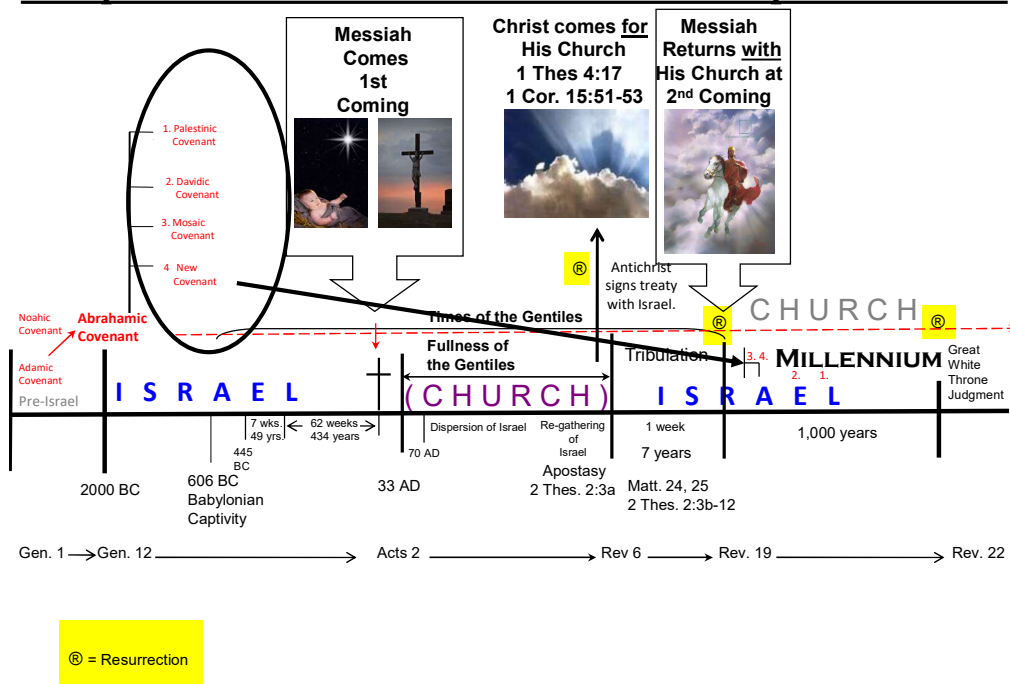 Messiah
Comes
1st
Coming
Christ comes for
His Church
1 Thes 4:17
1 Cor. 15:51-53
Messiah
Returns with
His Church at
2nd Coming
1. Palestinic
Covenant
2. Davidic
Covenant
3. Mosaic
Covenant
4 New
Covenant
®
Antichrist
signs treaty
with Israel.
Noahic
Covenant
Abrahamic
Covenant
Adamic
Covenant
Pre-Israel
Times of the Gentiles
®
CHURCH
®
Fullness of
the Gentiles
Tribulation
3. 4.
MILLENNIUM
2. 1.
Great
White
Throne
Judgment
ISRAEL
(CHURCH)
ISRAEL
7 wks.
49 yrs.
62 weeks
434 years
445
BC
70 AD
Dispersion of Israel
Re-gathering
of
Israel
1 week
7 years
1,000 years
2000 BC
606 BC
Babylonian
Captivity
33 AD
Apostasy
2 Thes. 2:3a
Matt. 24, 25
2 Thes. 2:3b-12
Gen. 1
Gen. 12
Acts 2
Rev 6
Rev. 19
Rev. 22
® = Resurrection